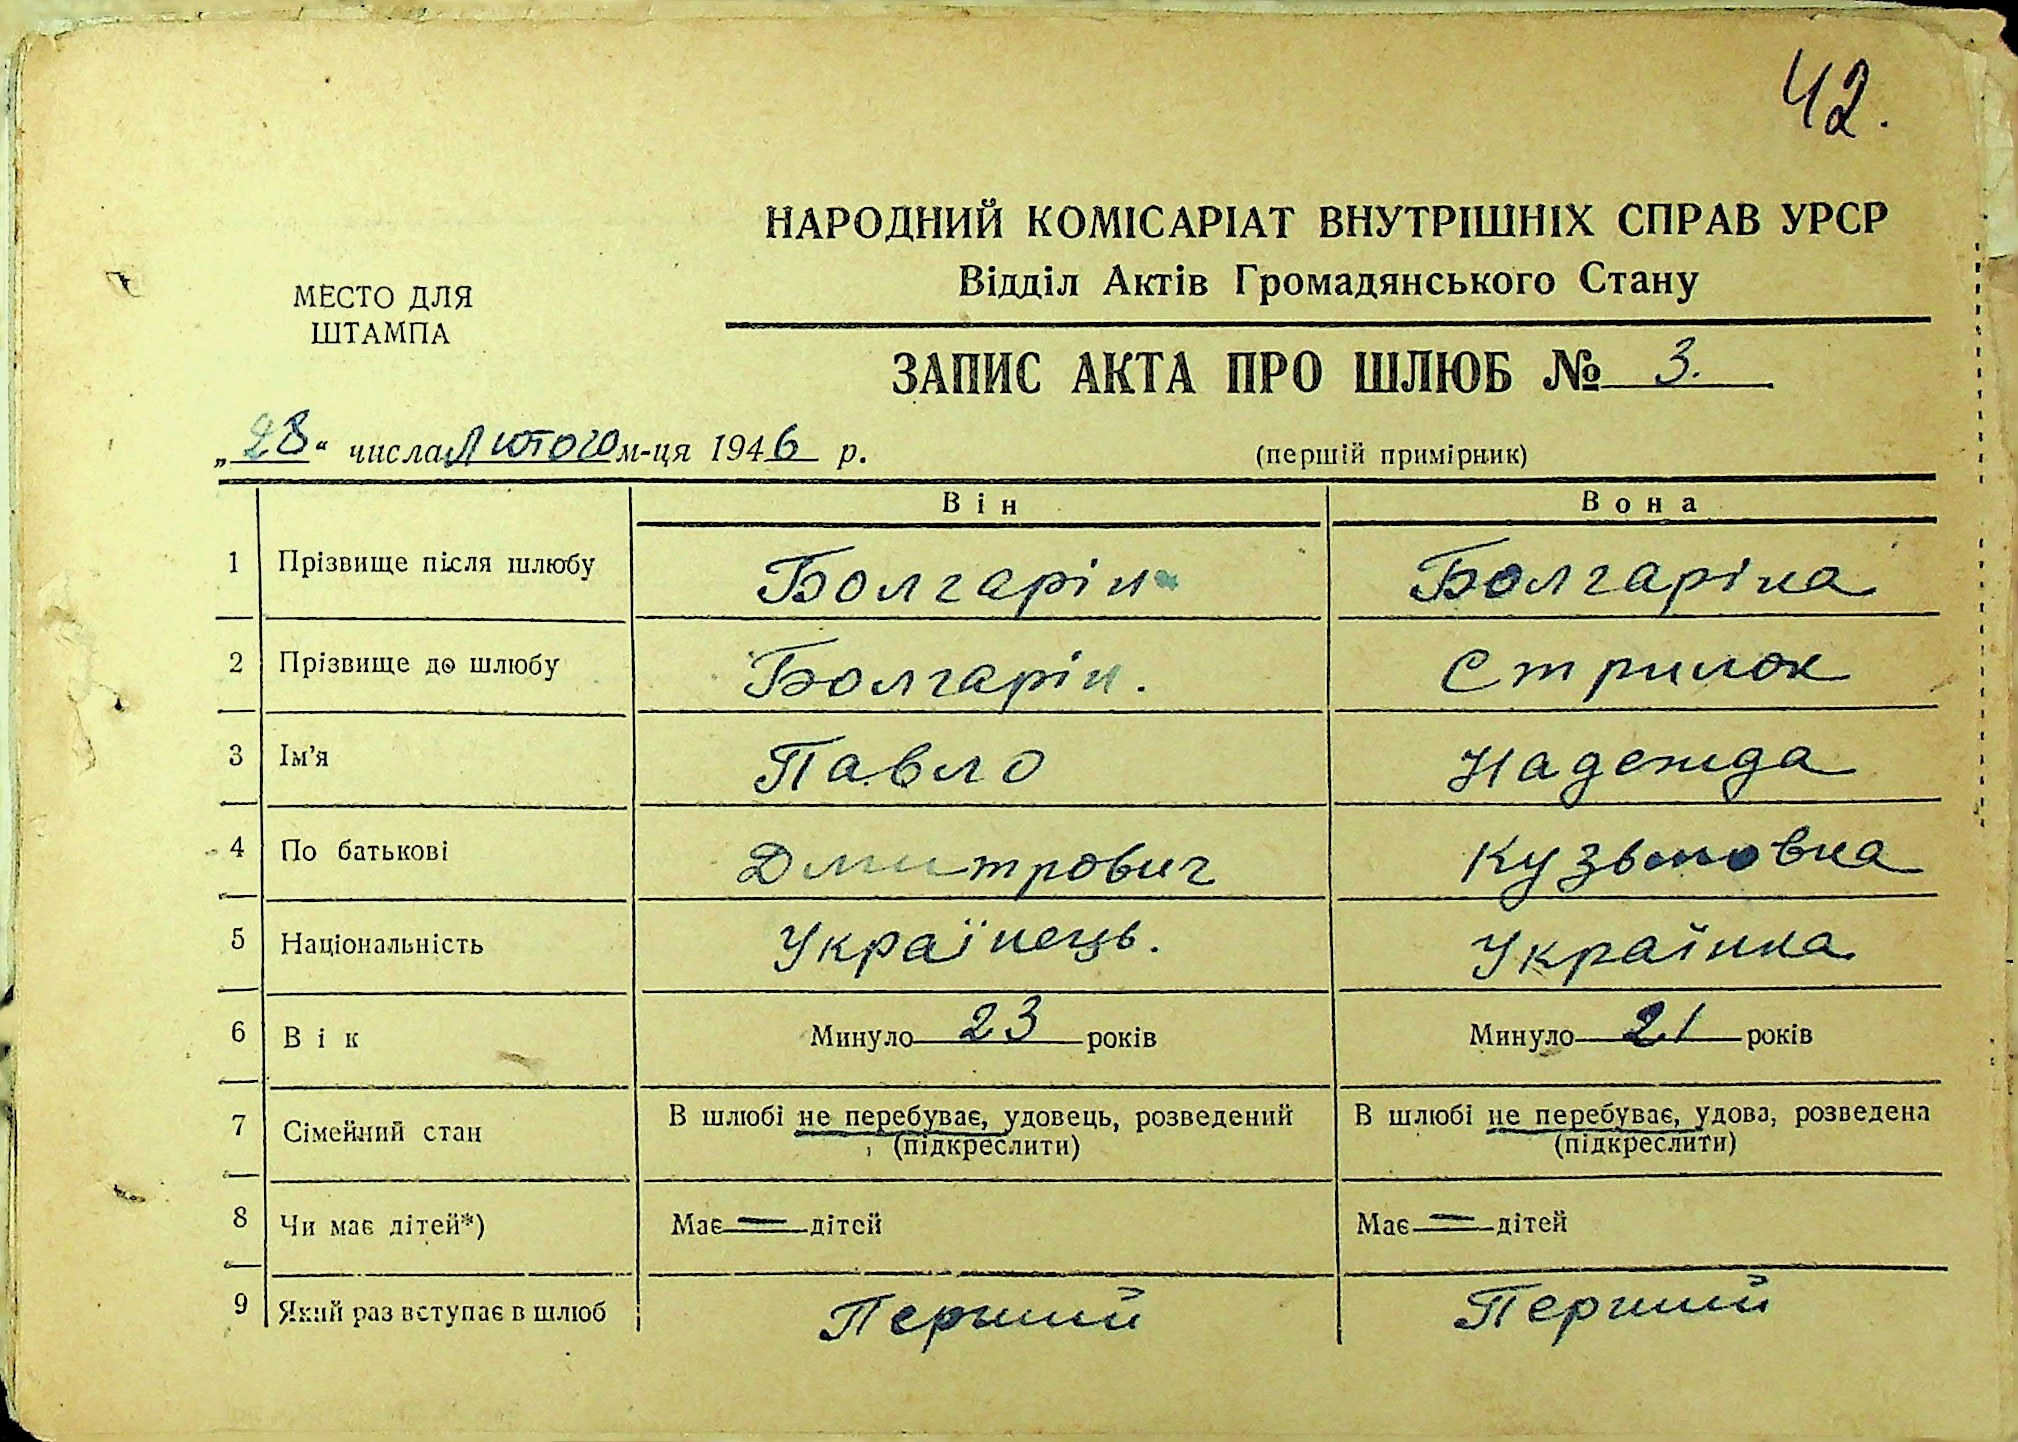 42.
НАРОДНИЙ КОМІСАРІАТ ВНУТРІШНІХ СПРАВ УРСР
Відділ Актів Громадянського Стану
МЕСТО ДЛЯ
ШТАМПА
ЗАПИС АКТА ПРО ШЛЮБ № 3.
„28“ числа Лютого м-ця 1946 р.
(першій примірник)
Він Вона
1 Прізвище після шлюбу Болгарін Болгаріна
2 Прізвище до шлюбу Болгарін. Стрилок
3 Ім'я Павло Надежда
4 По батькові Дмитрович Кузьмовна
5 Національність Українець. Українка
6 Вік Минуло 23 років Минуло 21 років
7 Сімейний стан В шлюбі не перебуває, удовець, розведений В шлюбі не перебуває, удова, розведена
(підкреслити) (підкреслити)
8 Чи має дітей*) Має — дітей Має — дітей
9 Який раз вступає в шлюб Перший Перший